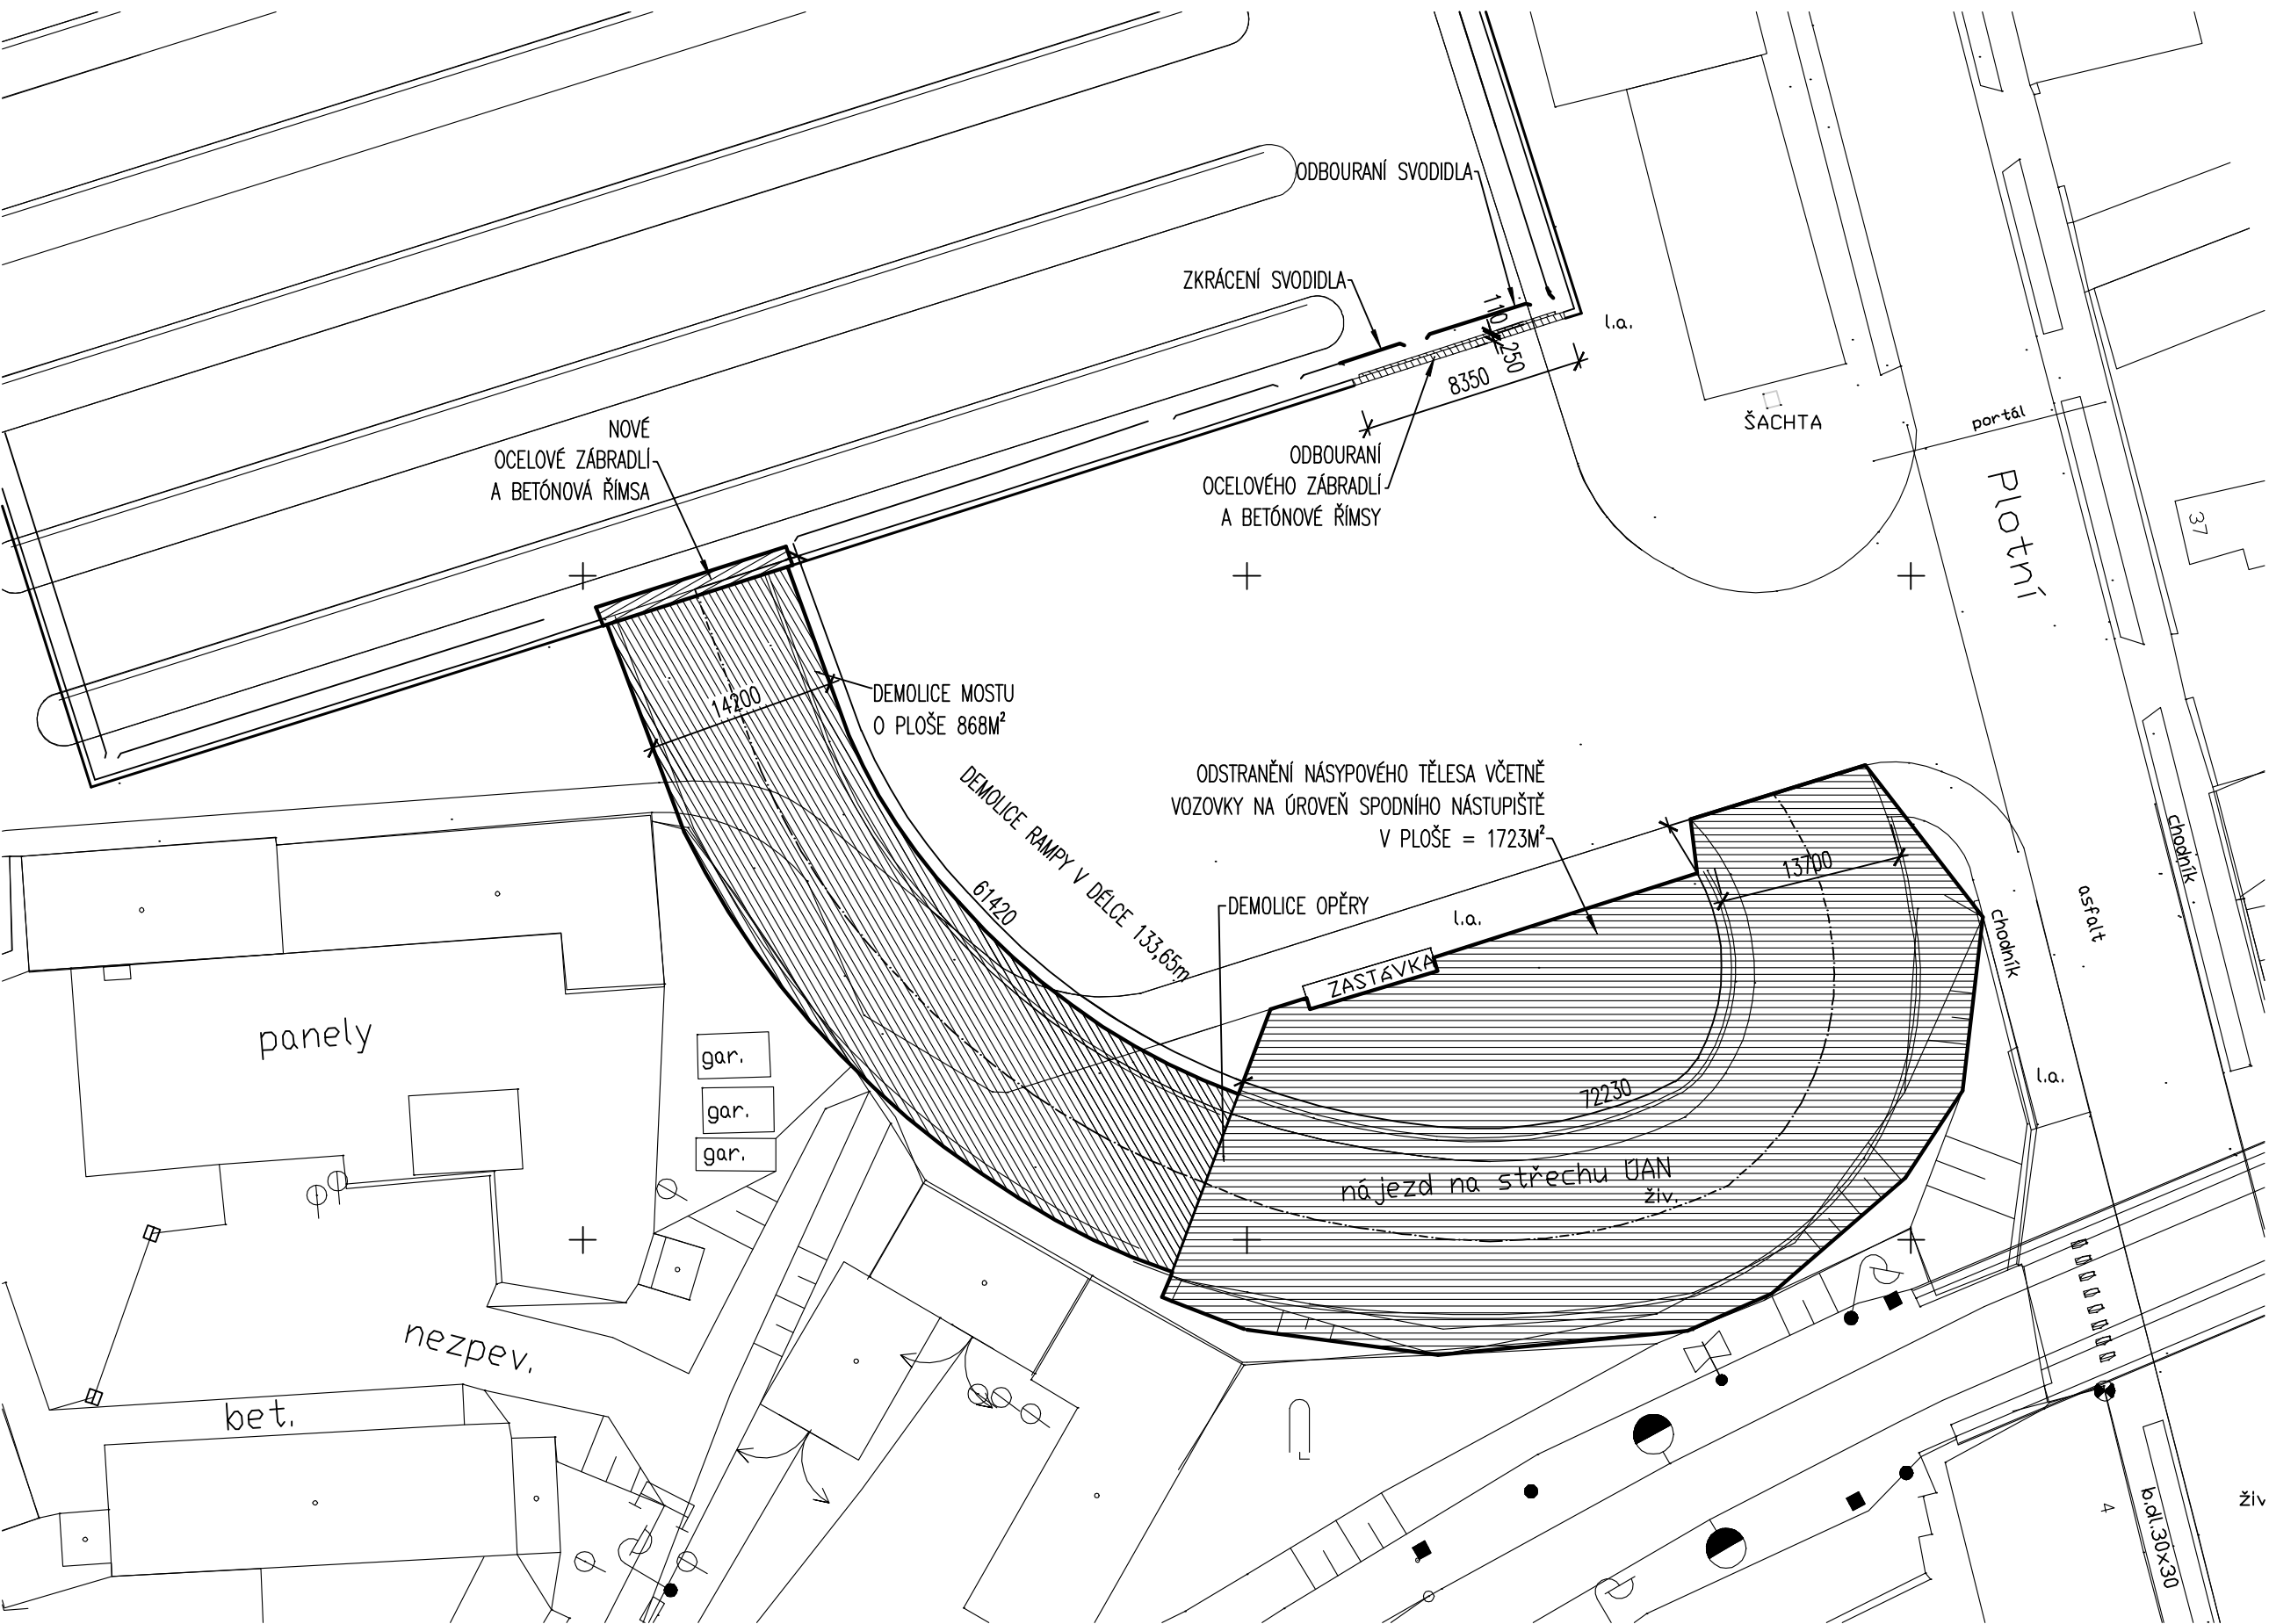 ODBOURANÍ SVODIDLA
ZKRÁCENÍ SVODIDLA
110
250
8350
l.a.
ŠACHTA
portál
NOVÉ
OCELOVÉ ZÁBRADLÍ
A BETÓNOVÁ ŘÍMSA
ODBOURANÍ
OCELOVÉHO ZÁBRADLÍ
A BETÓNOVÉ ŘÍMSY
Plotní
37
14200
DEMOLICE MOSTU
O PLOŠE 868M²
DEMOLICE RAMPY V DÉLCE 133,65m
61420
ODSTRANĚNÍ NÁSYPOVÉHO TĚLESA VČETNĚ
VOZOVKY NA ÚROVEŇ SPODNÍHO NÁSTUPIŠTĚ
V PLOŠE = 1723M²
13700
chodník
DEMOLICE OPĚRY
l.a.
ZASTÁVKA
chodník
asfalt
panely
gar.
gar.
gar.
72230
l.a.
nájezd na střechu ÚAN
živ.
nezpev.
bet.
4
b.dl.30x30
živ